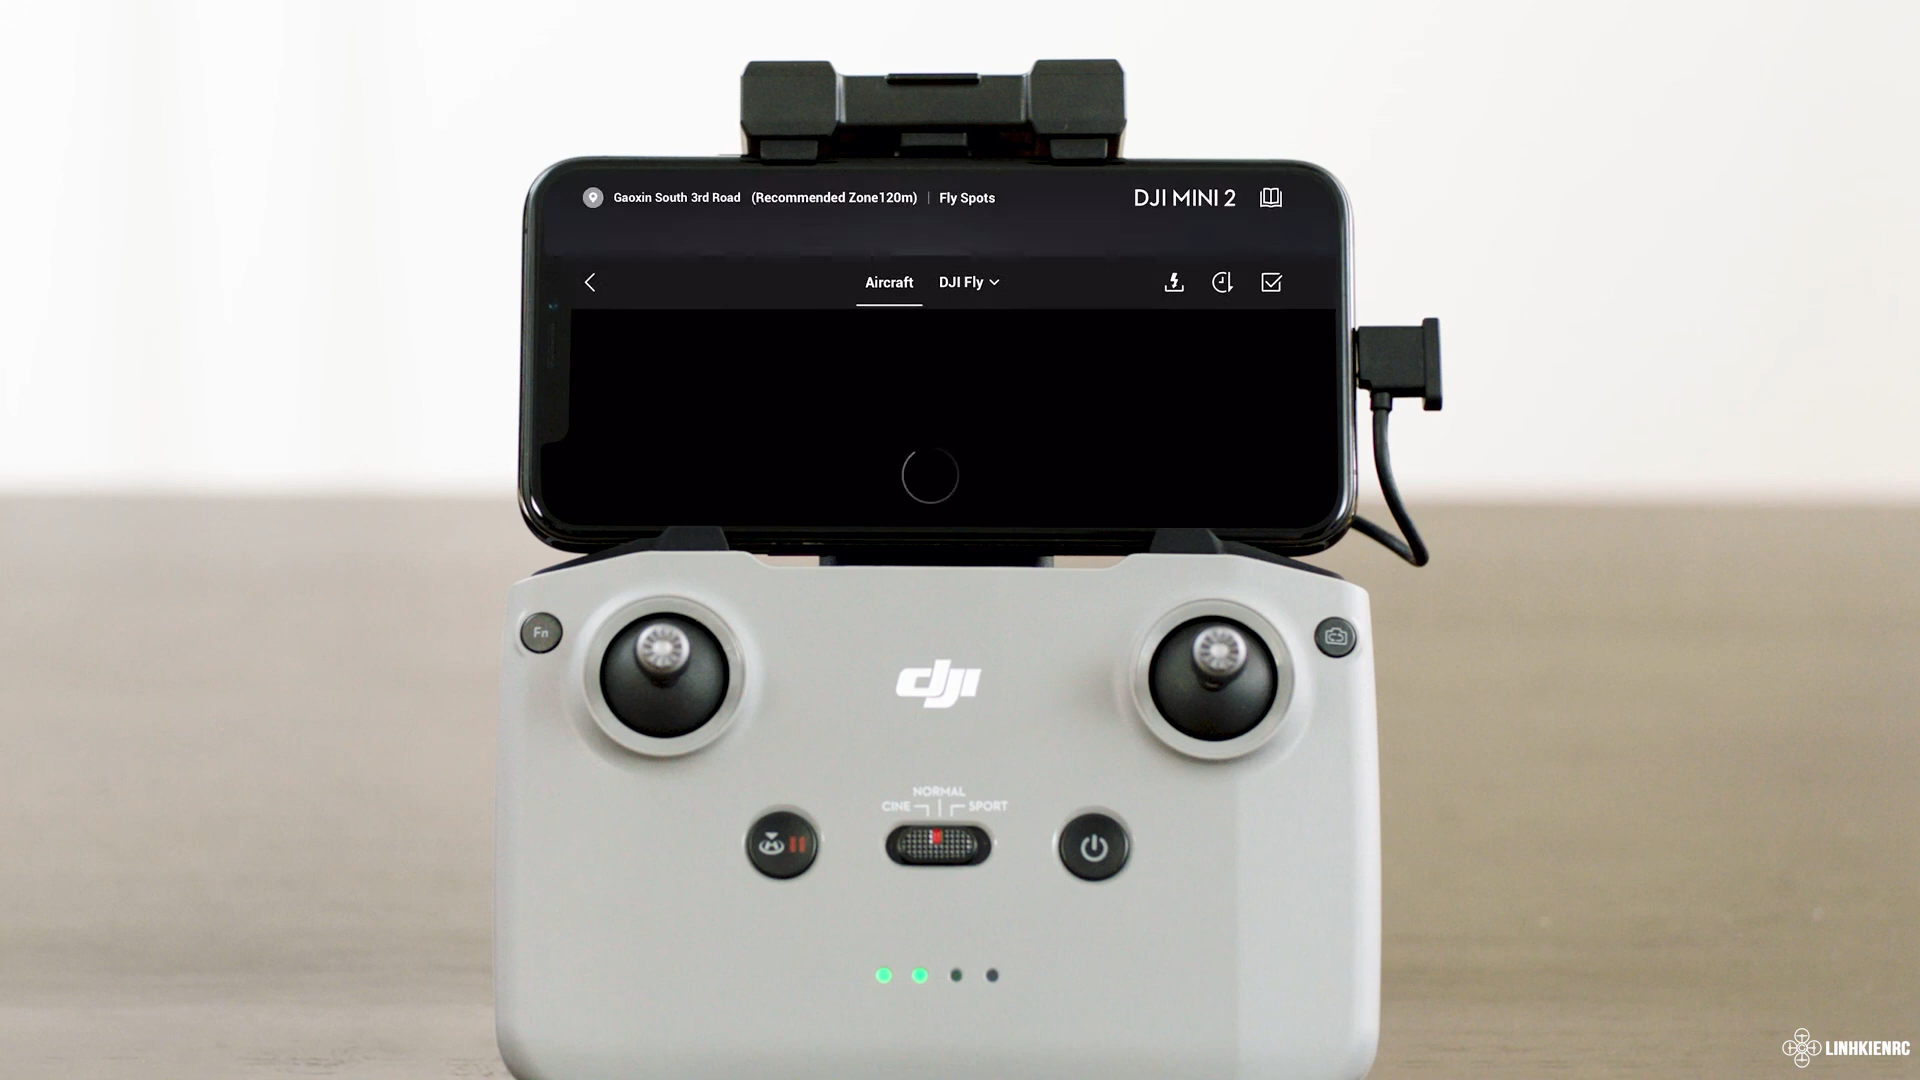 Gaoxin South 3rd Road (Recommended Zone120m) | Fly Spots
DJI MINI 2
Aircraft DJI Fly
Fn
dji
NORMAL
CINE SPORT
LINHKIENRC